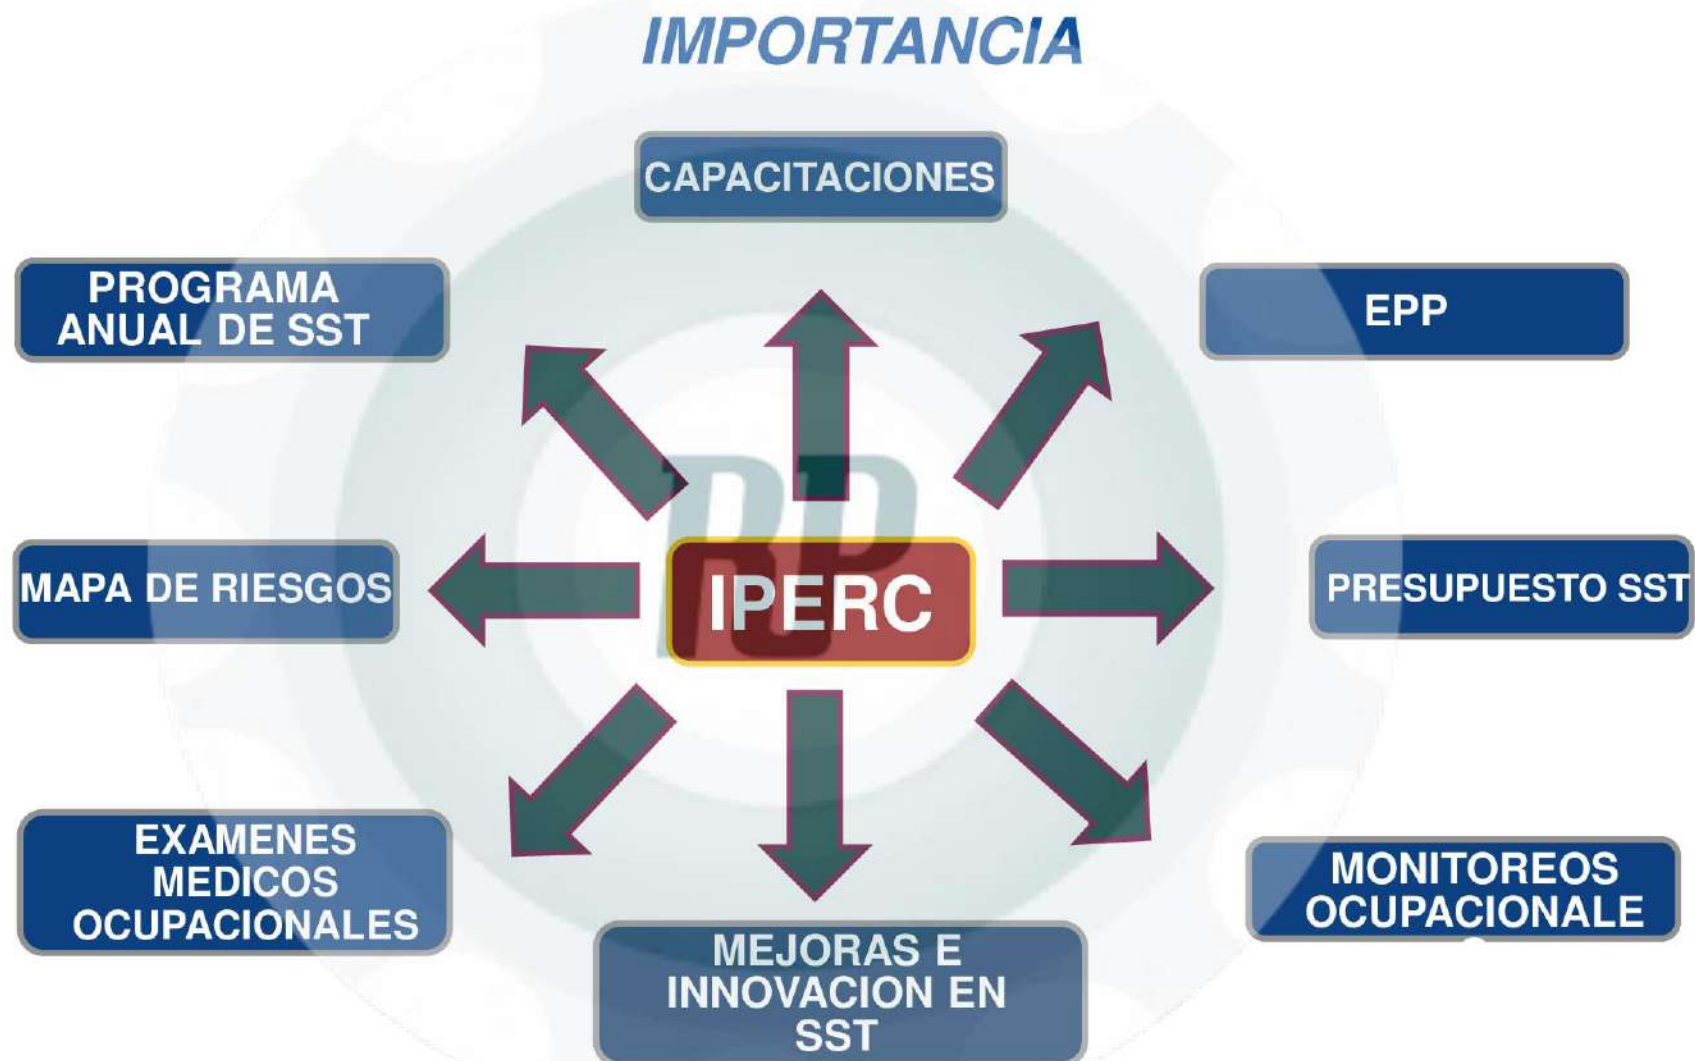 IMPORTANCIA
CAPACITACIONES
PROGRAMA
ANUAL DE SST
EPP
MAPA DE RIESGOS
RP
IPERC
PRESUPUESTO SST
EXAMENES
MEDICOS
OCUPACIONALES
MEJORAS E
INNOVACION EN
SST
MONITOREOS
OCUPACIONALE